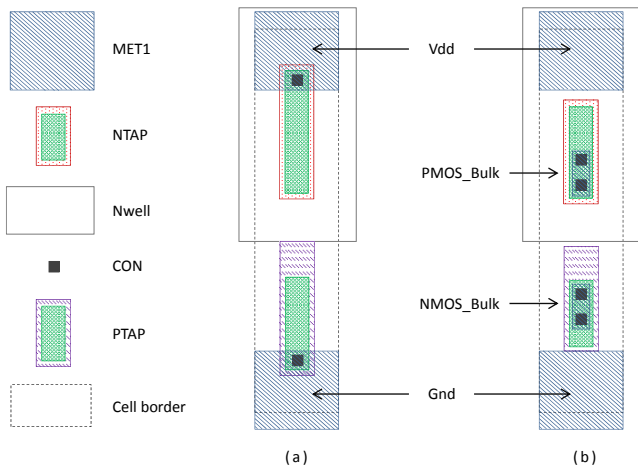 MET1
NTAP
Nwell
CON
PTAP
Cell border
Vdd
PMOS_Bulk
NMOS_Bulk
Gnd
(a)
(b)